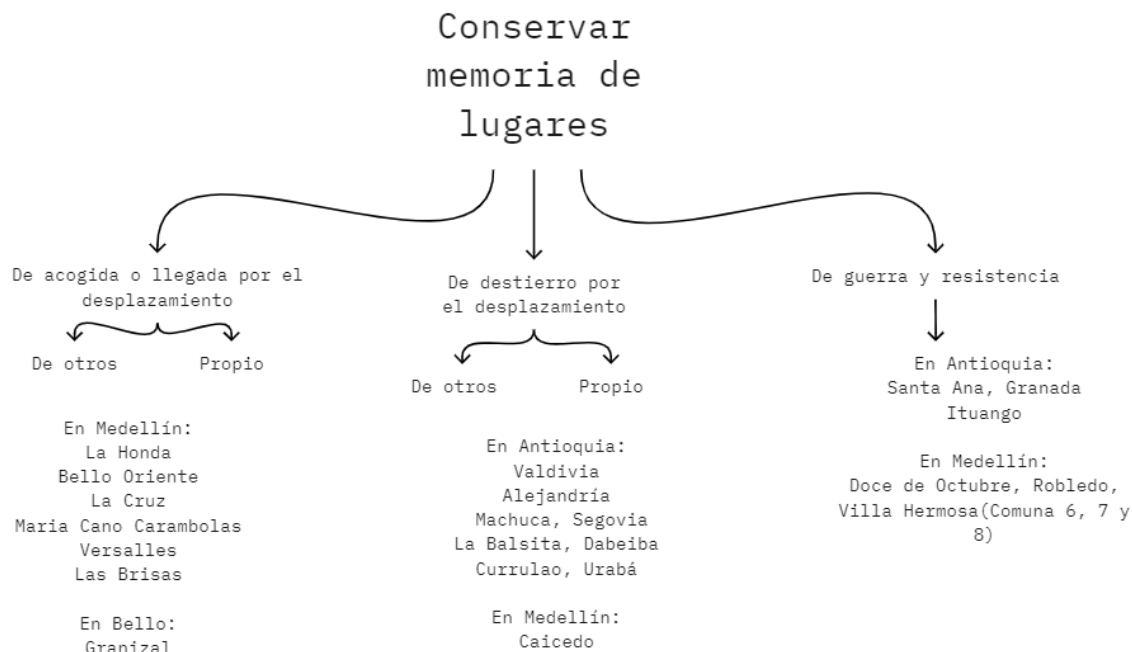 Conservar
memoria de
lugares
De acogida o llegada por el
desplazamiento
De otros
Propio
En Medellín:
La Honda
Bello Oriente
La Cruz
Maria Cano Carambolas
Versalles
Las Brisas
En Bello:
Granizal
De destierro por
el desplazamiento
De otros
Propio
En Antioquia:
Valdivia
Alejandría
Machuca, Segovia
La Balsita, Dabeiba
Currulao, Urabá
En Medellín:
Caicedo
De guerra y resistencia
En Antioquia:
Santa Ana, Granada
Ituango
En Medellín:
Doce de Octubre, Robledo,
Villa Hermosa(Comuna 6, 7 y
8)